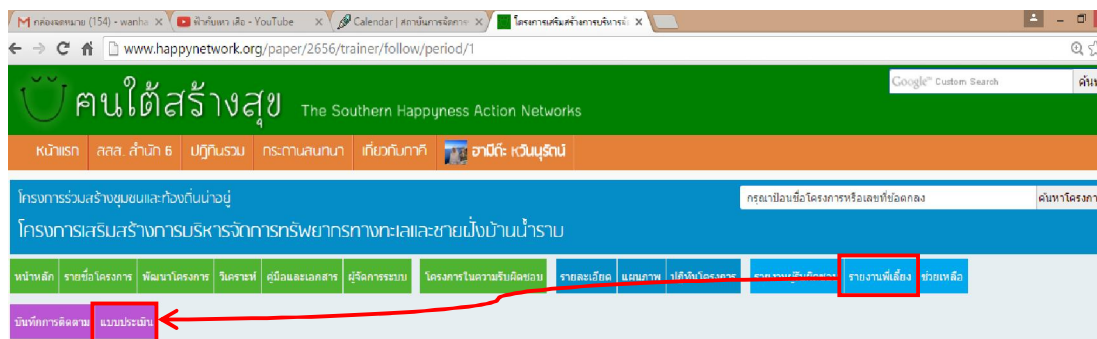 กล่องจดหมาย (154) - wanha
ฟ้ากับหา เสือ - YouTube
Calendar | สถาบันการจัดการ
โครงการเสริมสร้างการบริหารจั
www.happynetwork.org/paper/2656/trainer/follow/period/1
คนใต้สร้างสุข The Southern Happyness Action Networks
Google™ Custom Search
ค้นห
หน้าแรก สสส. สำนัก 6 ปฏิทินรวม กระดานสนทนา เกี่ยวกับภาคี ฮามีด๊ะ หวันนุรัตน์
โครงการร่วมสร้างชุมชนและท้องถิ่นน่าอยู่
กรุณาป้อนชื่อโครงการหรือเลขที่ข้อตกลง ค้นหาโครงกา
โครงการเสริมสร้างการบริหารจัดการทรัพยากรทางทะเลและชายฝั่งบ้านน้ำราบ
หน้าหลัก รายชื่อโครงการ พัฒนาโครงการ วิเคราะห์ คู่มือและเอกสาร ผู้จัดการระบบ โครงการในความรับผิดชอบ รายละเอียด แผนภาพ ปฏิทินโครงการ รายงานผู้รับผิดชอบ รายงานพี่เลี้ยง ช่วยเหลือ
บันทึกการติดตาม แบบประเมิน